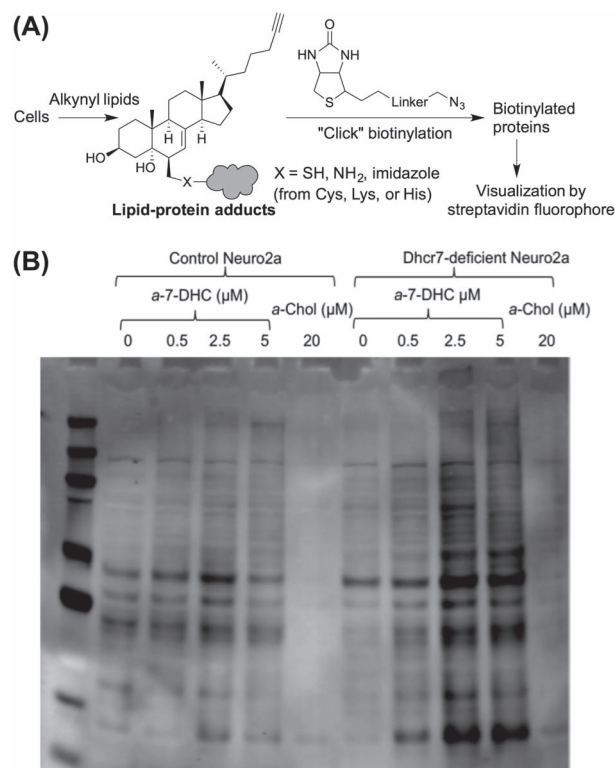 (A)
Cells
Alkynyl lipids
H
H
H
HO
OH
X
Lipid-protein adducts
O
HN
NH
S
Linker
N3
"Click" biotinylation
X = SH, NH2, imidazole
(from Cys, Lys, or His)
Biotinylated
proteins
Visualization by
streptavidin fluorophore
(B)
Control Neuro2a
Dhcr7-deficient Neuro2a
a-7-DHC (µM)
a-Chol (µM)
a-7-DHC µM
a-Chol (µM)
0 0.5 2.5 5 20 0 0.5 2.5 5 20